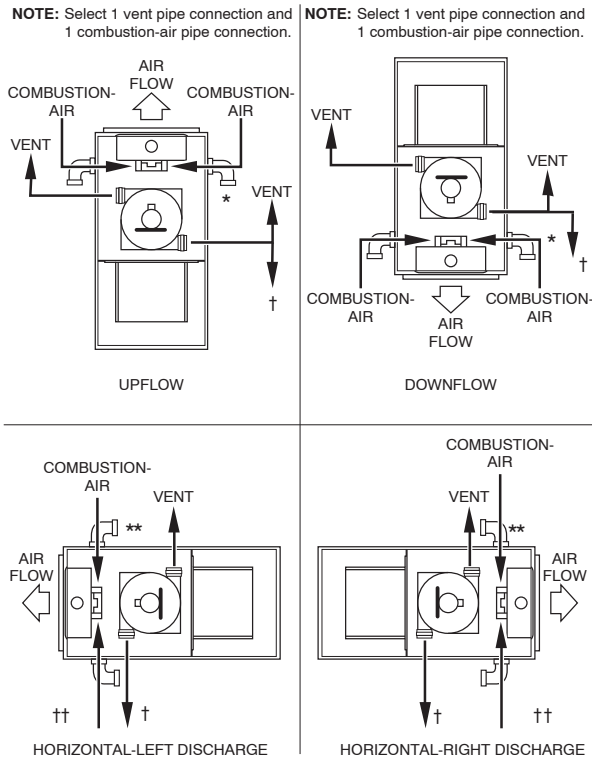 NOTE: Select 1 vent pipe connection and
1 combustion-air pipe connection.
AIR
FLOW
COMBUSTION-
AIR
COMBUSTION-
AIR
VENT
VENT
*
†
UPFLOW
NOTE: Select 1 vent pipe connection and
1 combustion-air pipe connection.
VENT
VENT
*
†
COMBUSTION-
AIR
COMBUSTION-
AIR
AIR
FLOW
DOWNFLOW
COMBUSTION-
AIR
VENT
**
AIR
FLOW
††
†
HORIZONTAL-LEFT DISCHARGE
COMBUSTION-
AIR
VENT
**
AIR
FLOW
†
††
HORIZONTAL-RIGHT DISCHARGE